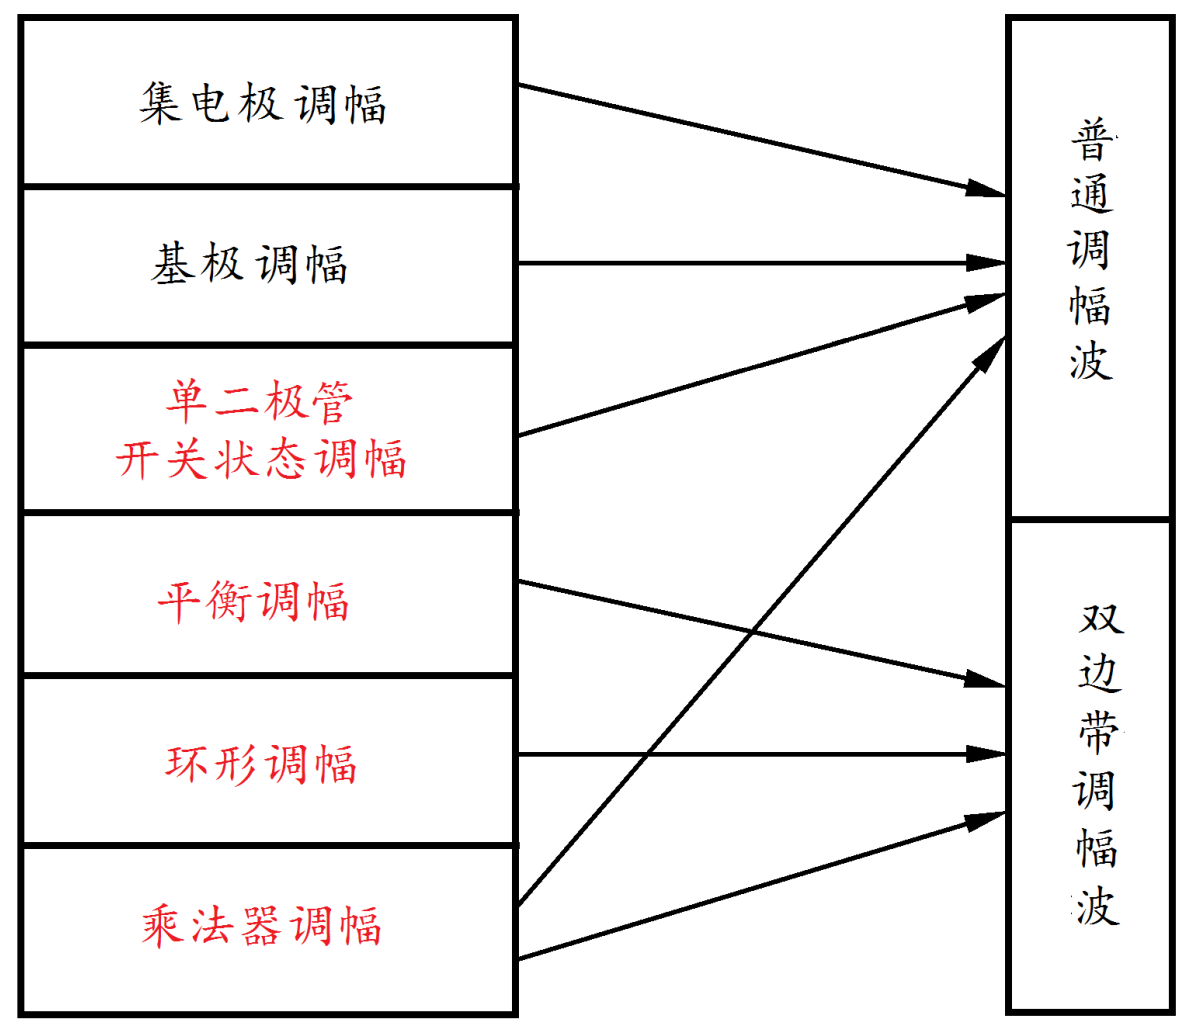 集电极调幅
基极调幅
单二极管
开关状态调幅
平衡调幅
环形调幅
乘法器调幅
普通调幅波
双边带调幅波